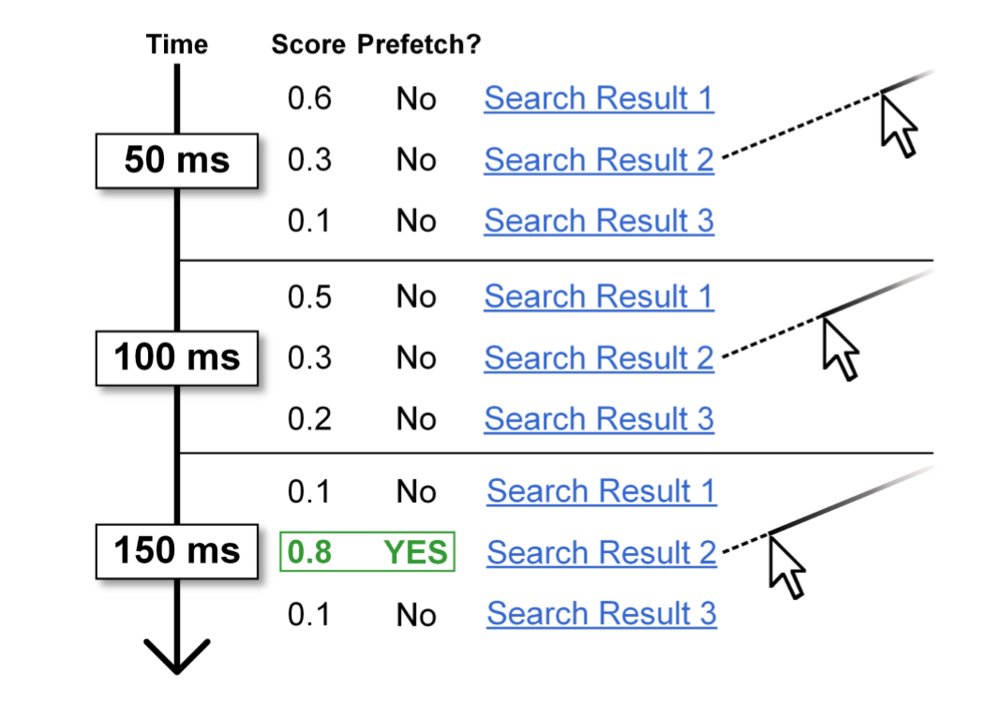 Time Score Prefetch?
0.6 No Search Result 1
50 ms 0.3 No Search Result 2
0.1 No Search Result 3
0.5 No Search Result 1
100 ms 0.3 No Search Result 2
0.2 No Search Result 3
0.1 No Search Result 1
150 ms 0.8 YES Search Result 2
0.1 No Search Result 3